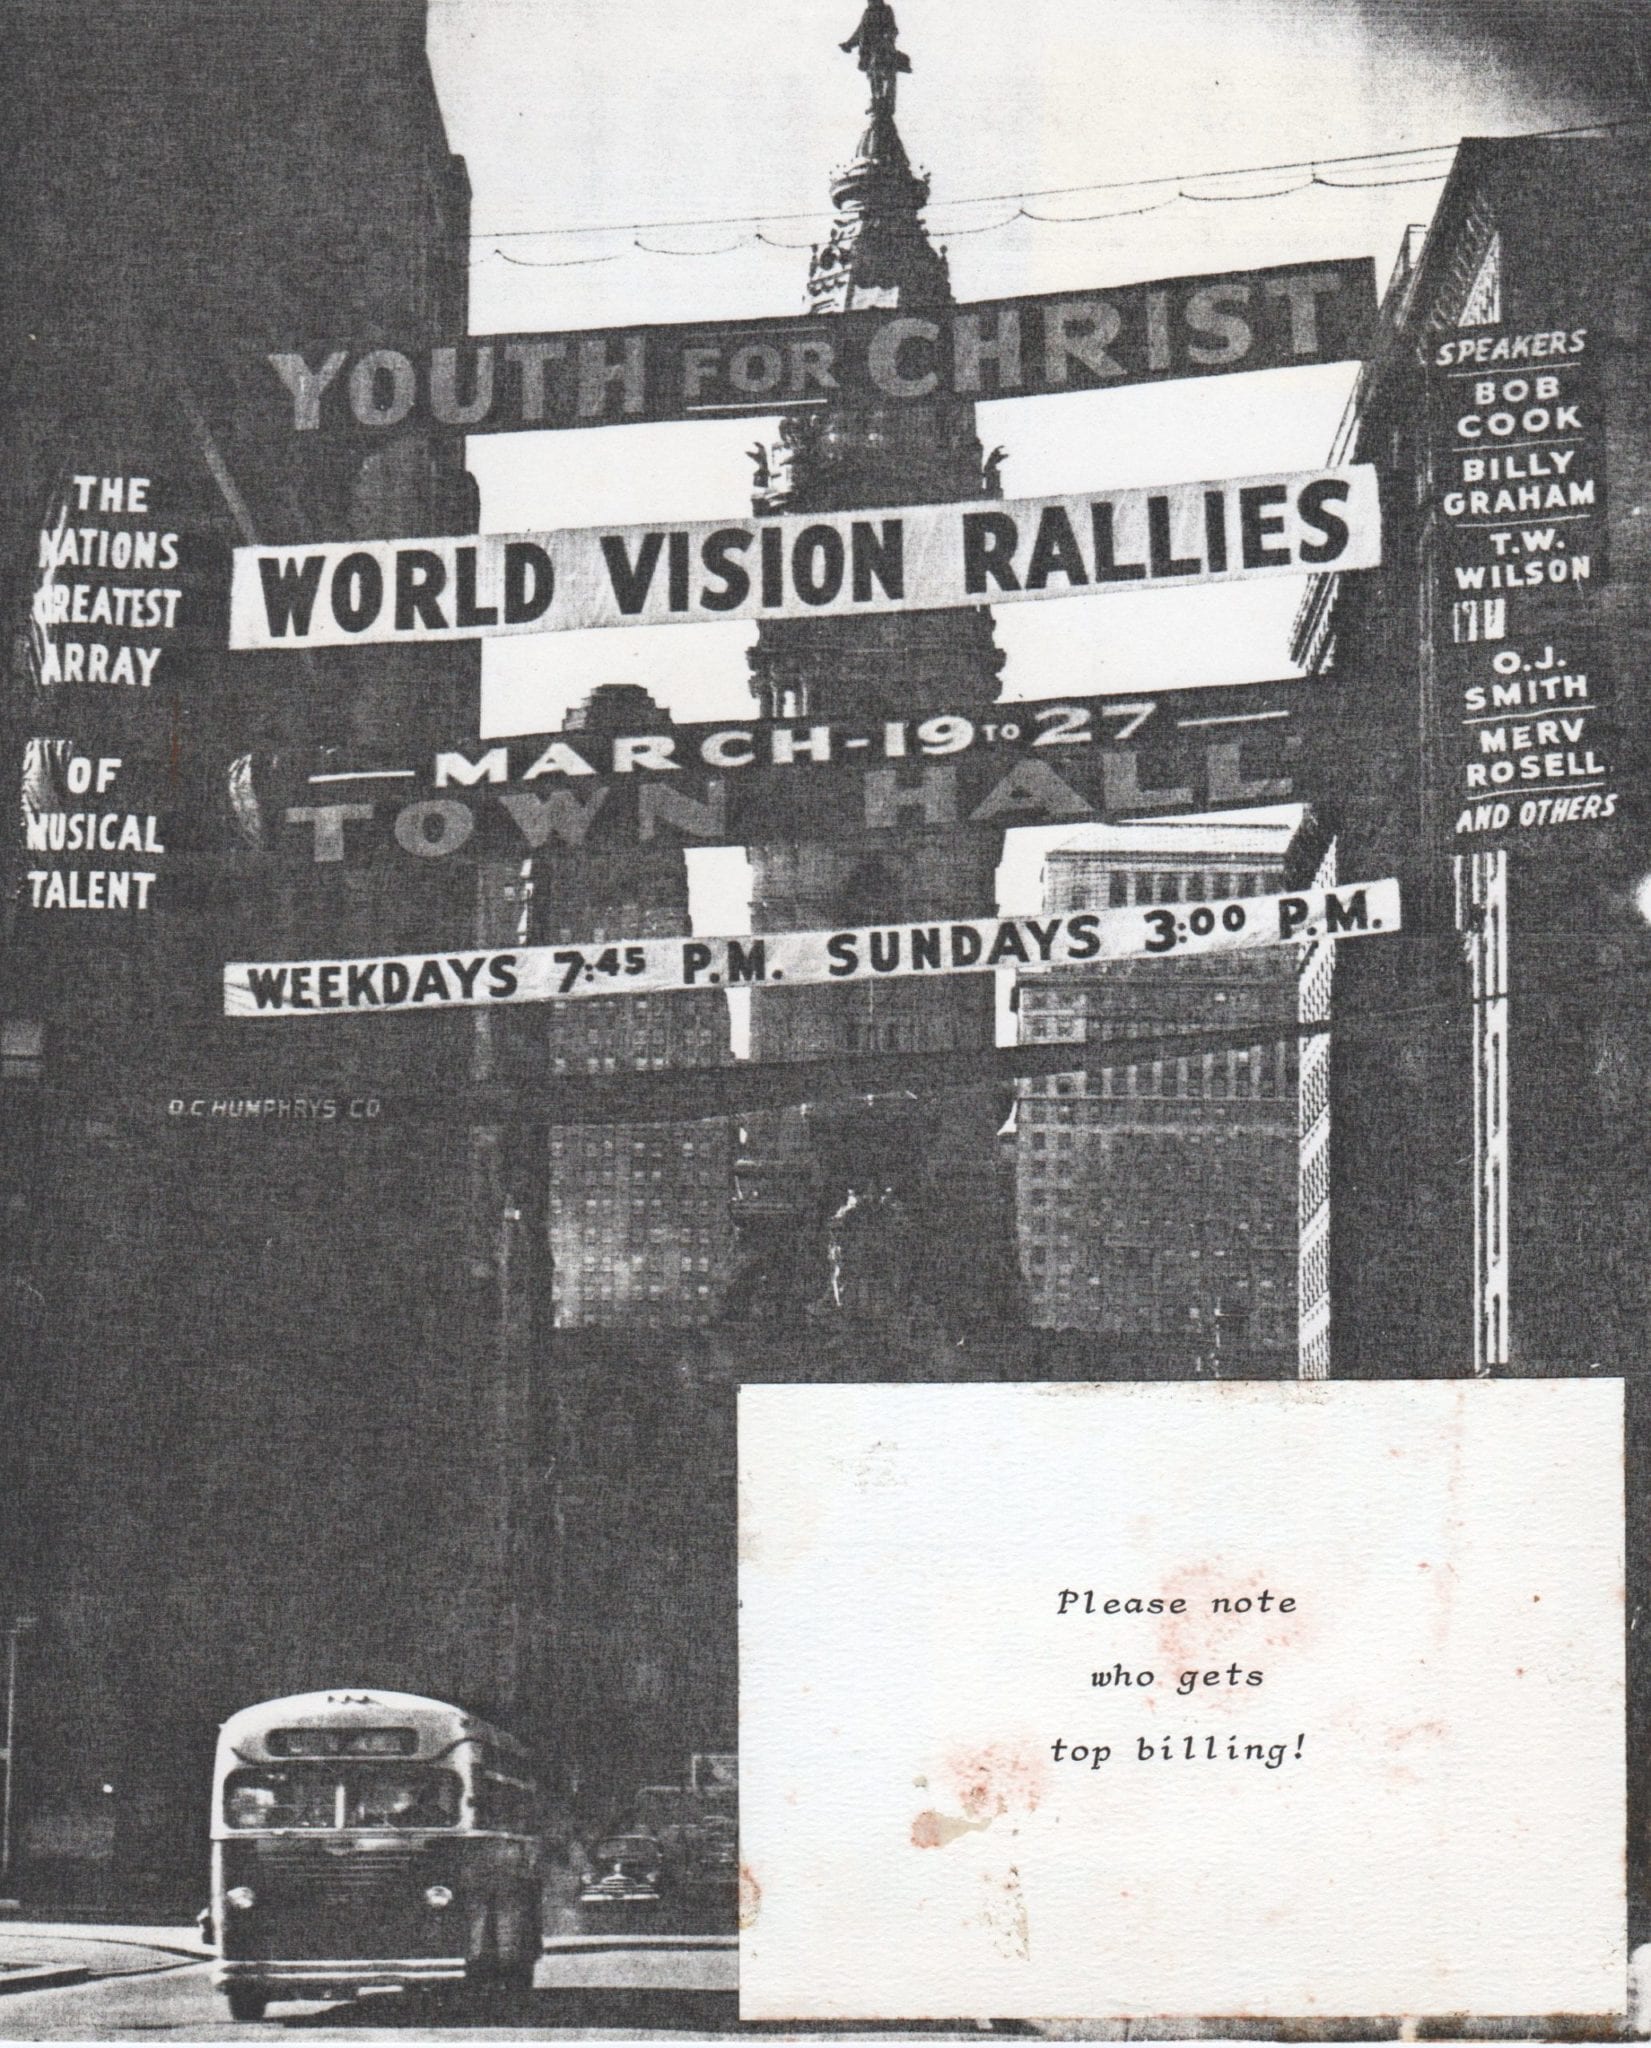 YOUTH FOR CHRIST
WORLD VISION RALLIES
MARCH-19 TO 27
TOWN HALL
WEEKDAYS 7:45 P.M. SUNDAYS 3:00 P.M.
THE
NATIONS
GREATEST
ARRAY
OF
MUSICAL
TALENT
SPEAKERS
BOB
COOK
BILLY
GRAHAM
T.W.
WILSON
O.J.
SMITH
MERV
ROSELL
AND OTHERS
O.C HUMPHRYS CO
Please note
who gets
top billing!